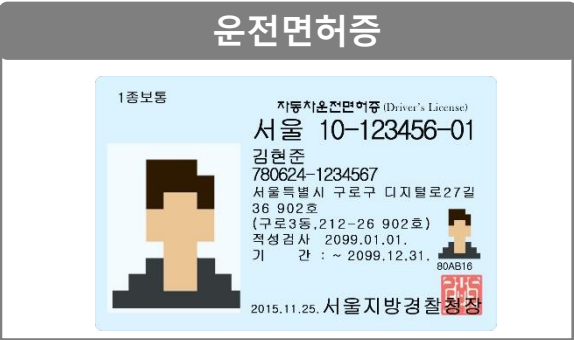 운전면허증
1종보통
자동차운전면허증 (Driver's License)
서울 10-123456-01
김현준
780624-1234567
서울특별시 구로구 디지털로27길
36 902호
(구로3동,212-26 902호)
적성검사 2099.01.01.
기 간 : ~ 2099.12.31.
80AB16
2015.11.25. 서울지방경찰청장